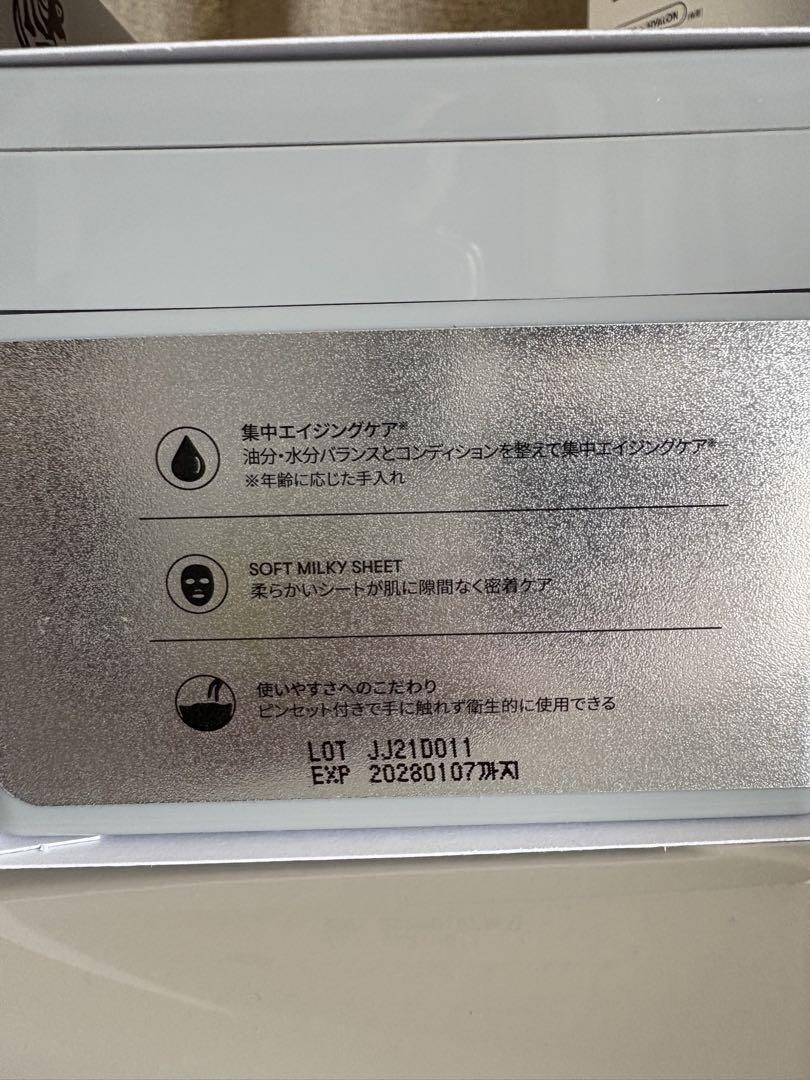 HYALON
集中エイジングケア※
油分・水分バランスとコンディションを整えて集中エイジングケア※
※年齢に応じた手入れ
SOFT MILKY SHEET
柔らかいシートが肌に隙間なく密着ケア
使いやすさへのこだわり
ピンセット付きで手に触れず衛生的に使用できる
LOT JJ21D011
EXP 20280107까지